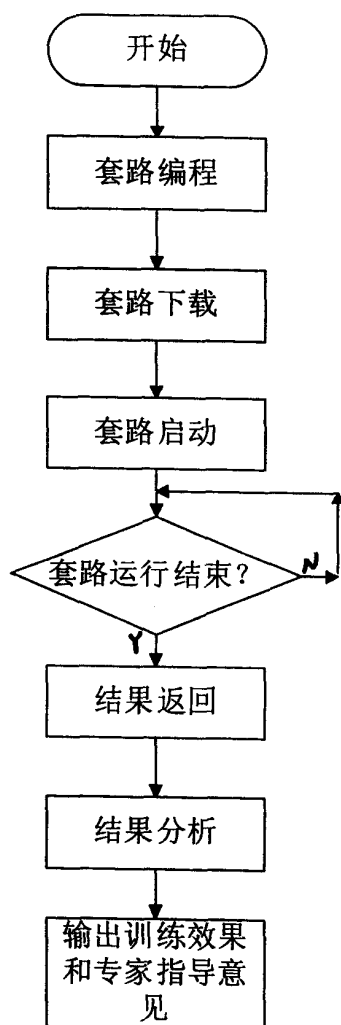 开始
套路编程
套路下载
套路启动
套路运行结束?
N
Y
结果返回
结果分析
输出训练效果
和专家指导意
见